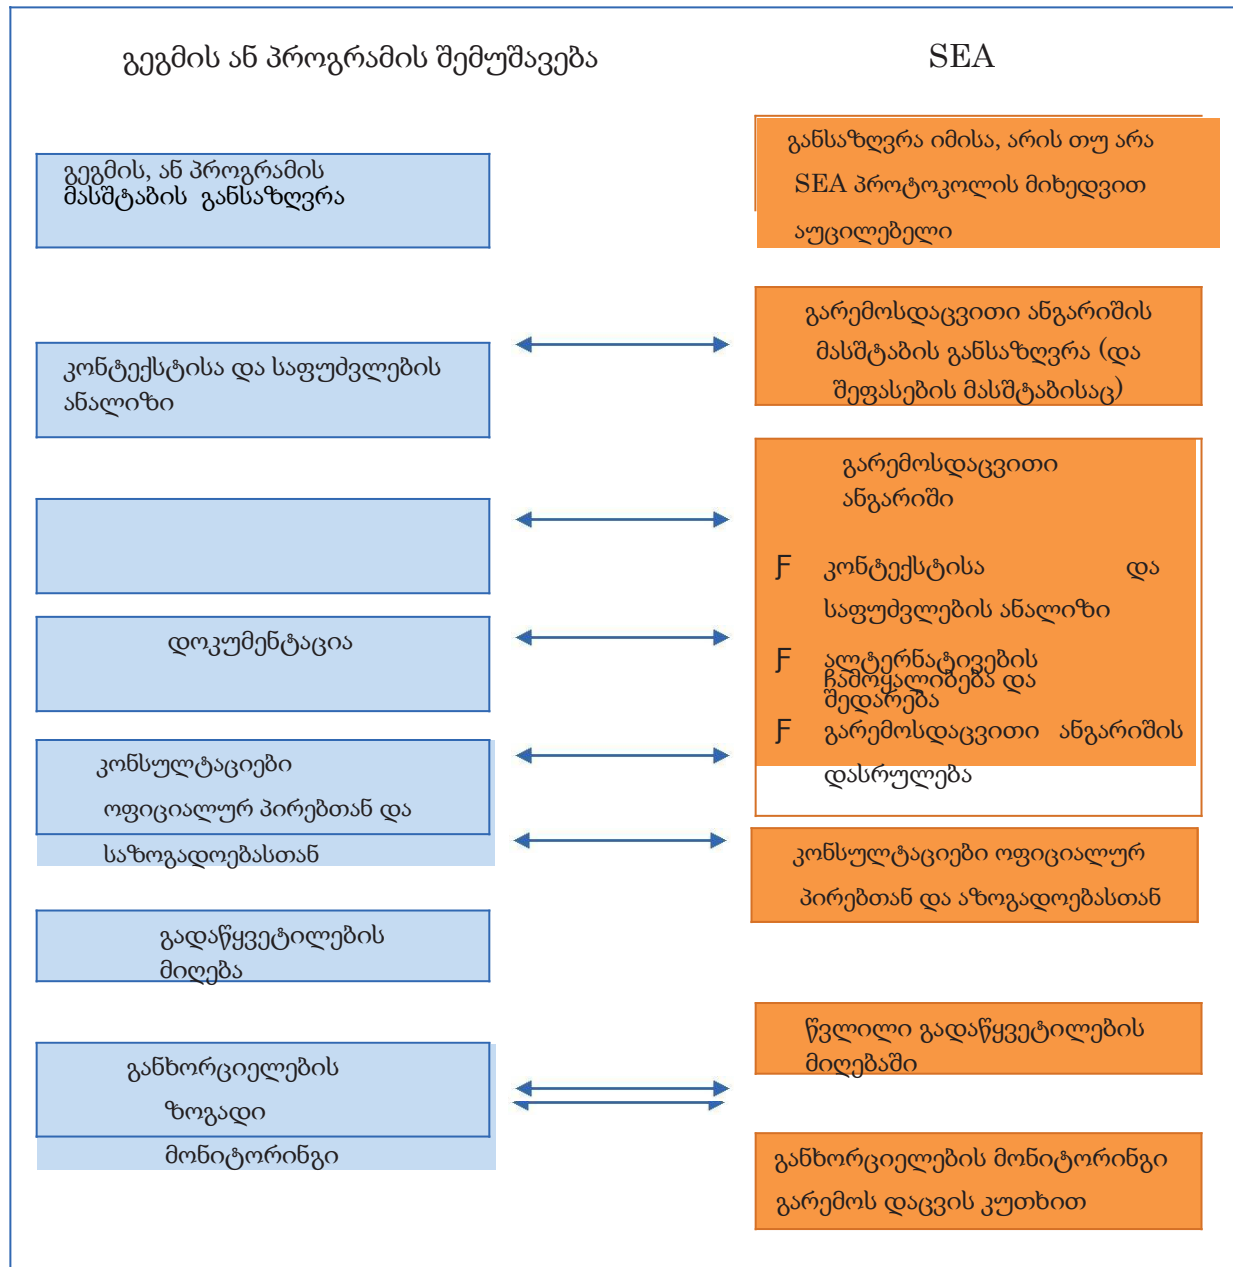 გეგმის ან პროგრამის შემუშავება
SEA
გეგმის, ან პროგრამის
მასშტაბის განსაზღვრა
განსაზღვრა იმისა, არის თუ არა
SEA პროტოკოლის მიხედვით
აუცილებელი
გარემოსდაცვითი ანგარიშის
მასშტაბის განსაზღვრა (და
შეფასების მასშტაბისაც)
კონტექსტისა და საფუძვლების
ანალიზი
გარემოსდაცვითი
ანგარიში
Ƒ კონტექსტისა და
საფუძვლების ანალიზი
Ƒ ალტერნატივების
ჩამოყალიბება და
შედარება
Ƒ გარემოსდაცვითი ანგარიშის
დასრულება
დოკუმენტაცია
კონსულტაციები
ოფიციალურ პირებთან და
საზოგადოებასთან
კონსულტაციები ოფიციალურ
პირებთან და აზოგადოებასთან
გადაწყვეტილების
მიღება
წვლილი გადაწყვეტილების
მიღებაში
განხორციელების
ზოგადი
მონიტორინგი
განხორციელების მონიტორინგი
გარემოს დაცვის კუთხით